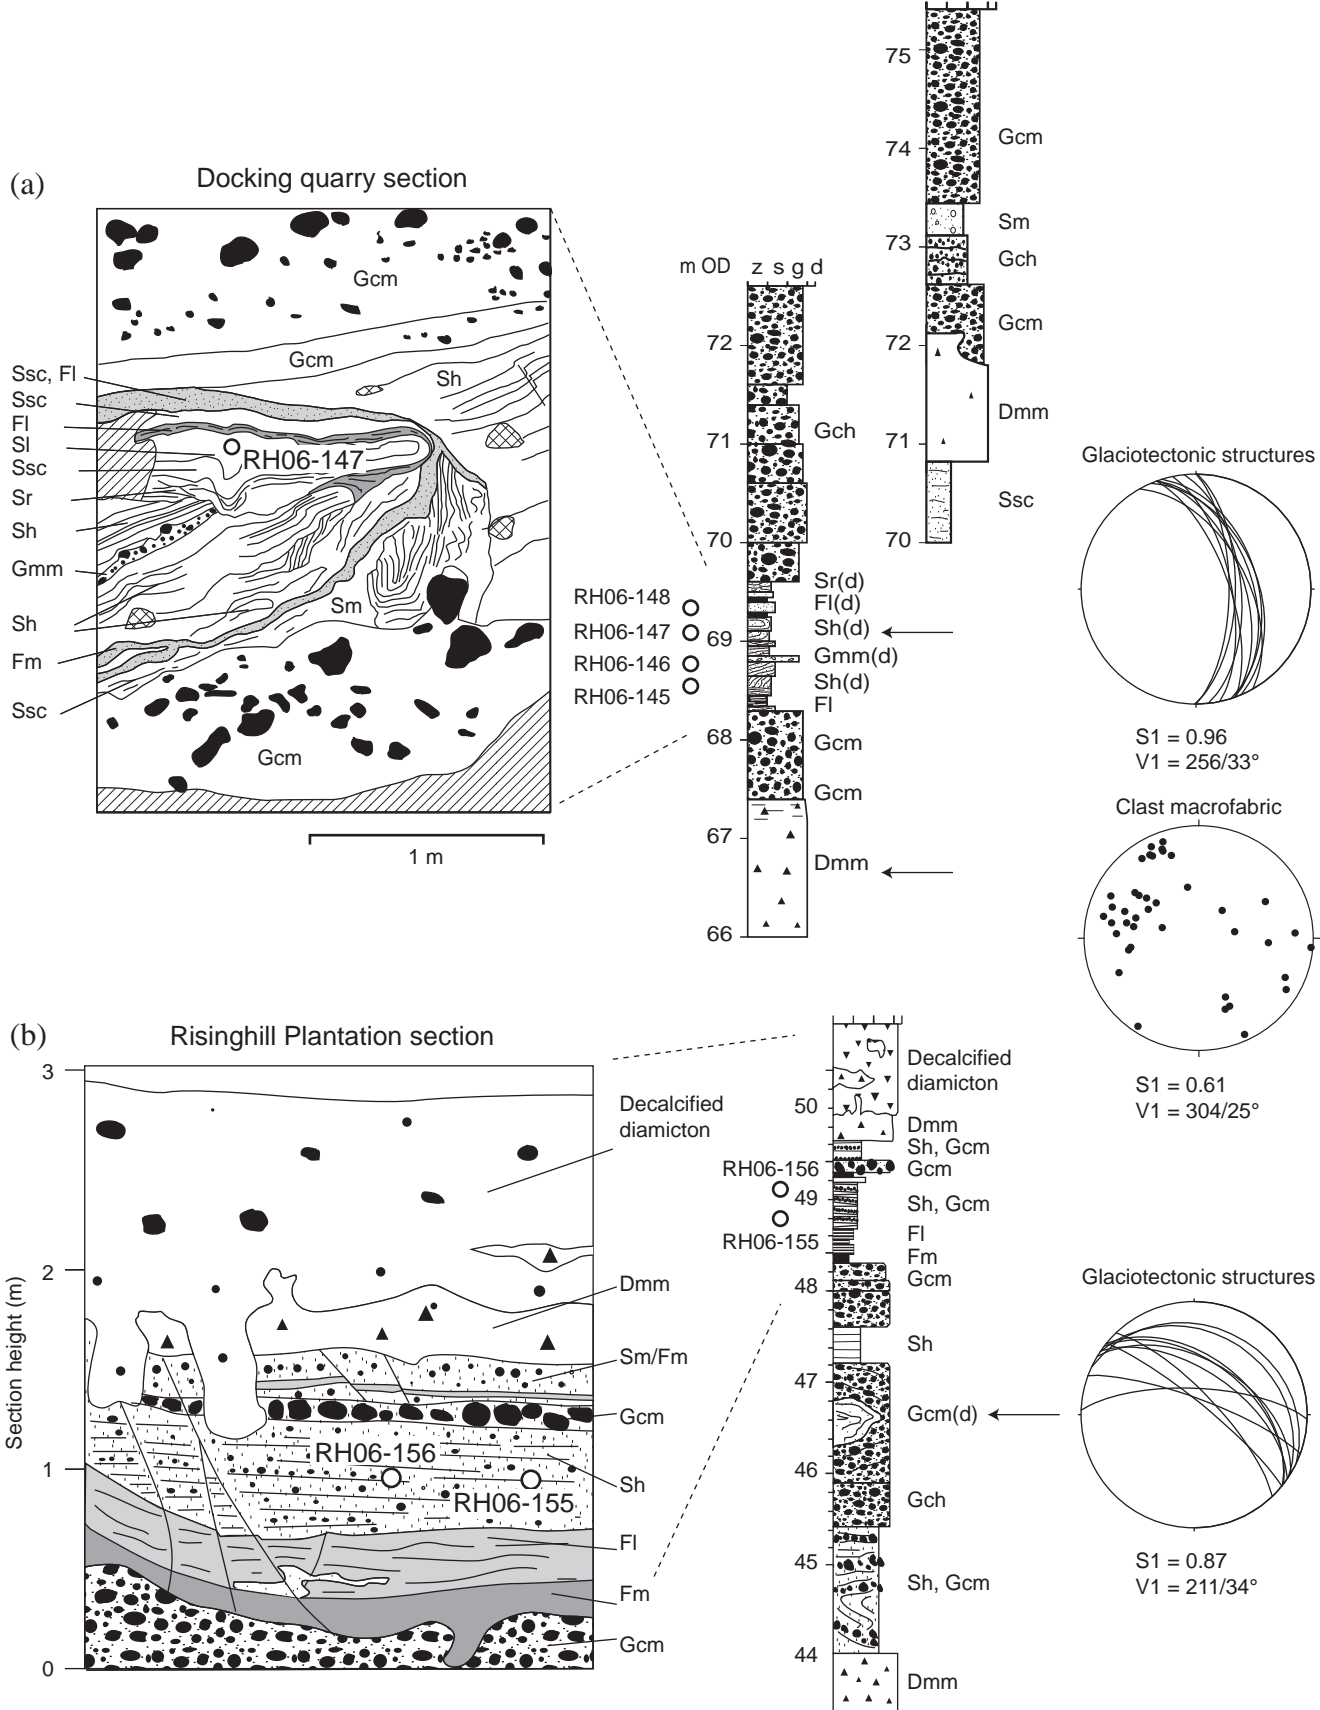 (a)
Docking quarry section
Gcm
Gcm
Sh
Ssc, Fl
Ssc
Fl
Sl
Ssc
Sr
Sh
Gmm
Sh
Fm
Ssc
RH06-147
Sm
Gcm
1 m
m OD
z s g d
72
71
70
69
68
67
66
Gch
Sr(d)
Fl(d)
Sh(d)
Gmm(d)
Sh(d)
Fl
Gcm
Gcm
Dmm
RH06-148
RH06-147
RH06-146
RH06-145
75
74
73
72
71
70
Gcm
Sm
Gch
Gcm
Dmm
Ssc
Glaciotectonic structures
S1 = 0.96
V1 = 256/33°
Clast macrofabric
S1 = 0.61
V1 = 304/25°
(b)
Risinghill Plantation section
Section height (m)
3
2
1
0
Decalcified
diamicton
Dmm
Sm/Fm
Gcm
Sh
Fl
Fm
Gcm
RH06-156
RH06-155
RH06-156
RH06-155
50
49
48
47
46
45
44
Decalcified
diamicton
Dmm
Sh, Gcm
Gcm
Sh, Gcm
Fl
Fm
Gcm
Sh
Gcm(d)
Gch
Sh, Gcm
Dmm
Glaciotectonic structures
S1 = 0.87
V1 = 211/34°